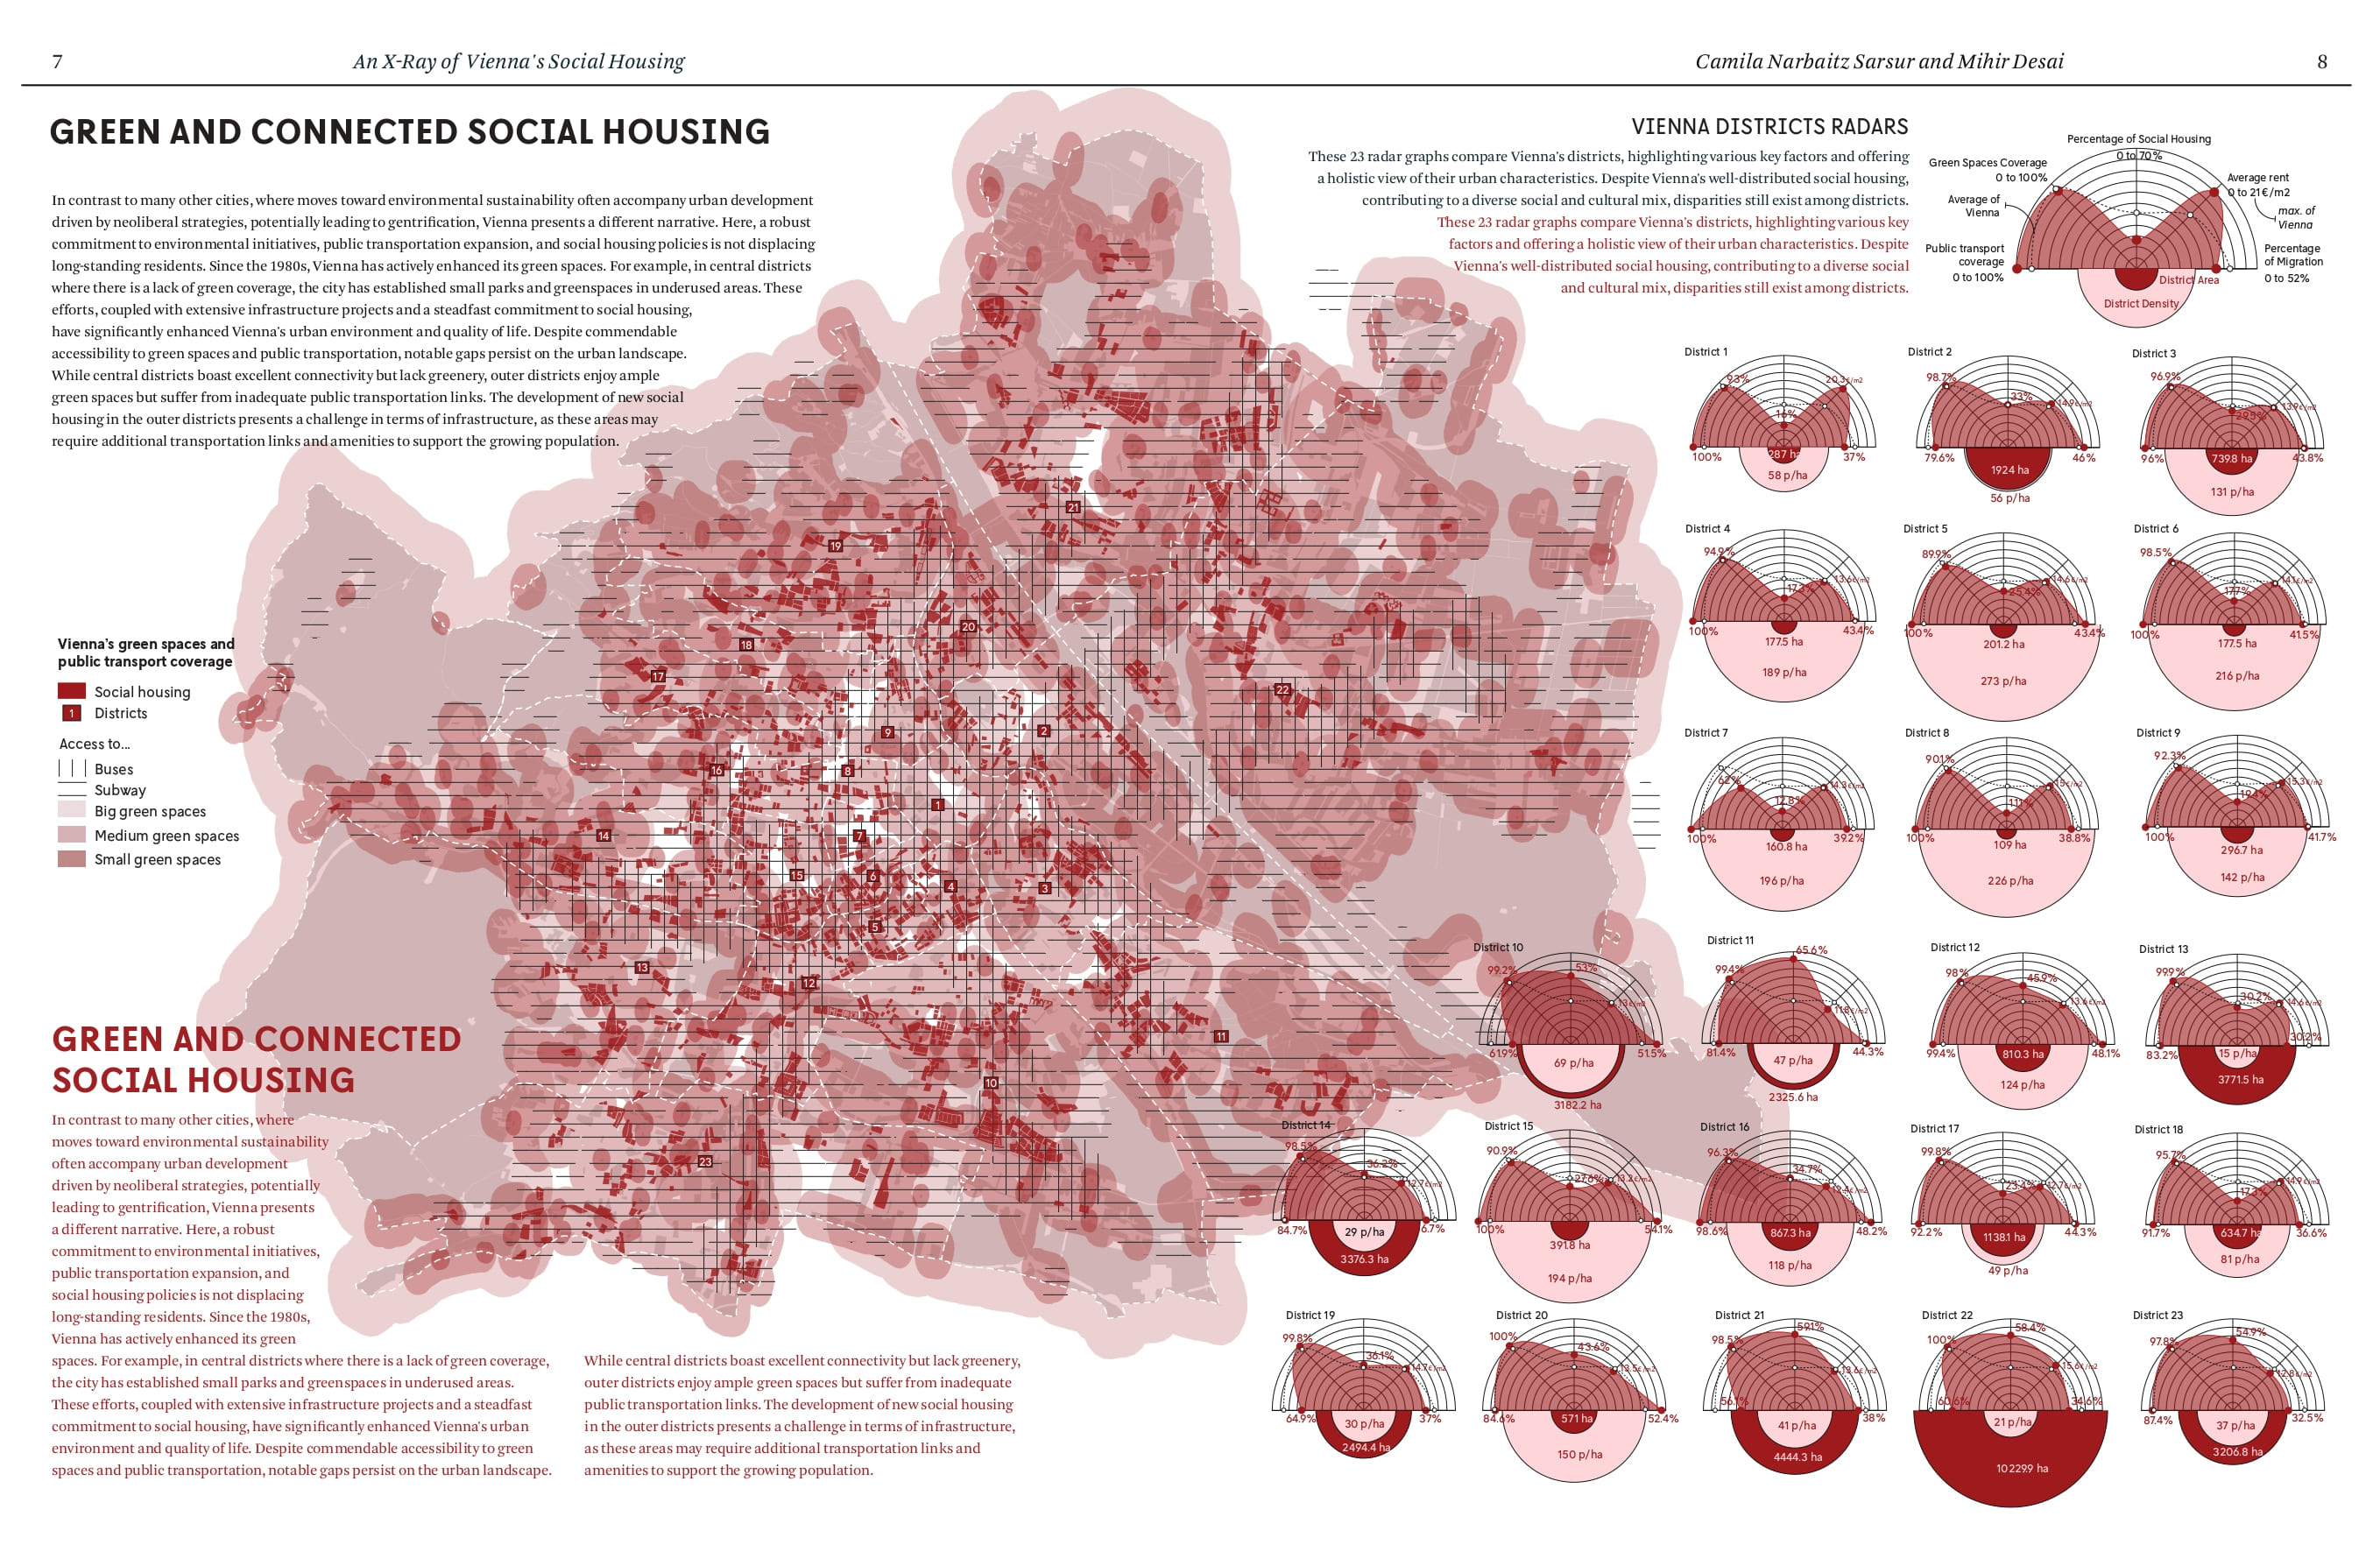 7
An X-Ray of Vienna's Social Housing
Camila Narbaitz Sarsur and Mihir Desai
8
GREEN AND CONNECTED SOCIAL HOUSING
In contrast to many other cities, where moves toward environmental sustainability often accompany urban development
driven by neoliberal strategies, potentially leading to gentrification, Vienna presents a different narrative. Here, a robust
commitment to environmental initiatives, public transportation expansion, and social housing policies is not displacing
long-standing residents. Since the 1980s, Vienna has actively enhanced its green spaces. For example, in central districts
where there is a lack of green coverage, the city has established small parks and greenspaces in underused areas. These
efforts, coupled with extensive infrastructure projects and a steadfast commitment to social housing,
have significantly enhanced Vienna's urban environment and quality of life. Despite commendable
accessibility to green spaces and public transportation, notable gaps persist on the urban landscape.
While central districts boast excellent connectivity but lack greenery, outer districts enjoy ample
green spaces but suffer from inadequate public transportation links. The development of new social
housing in the outer districts presents a challenge in terms of infrastructure, as these areas may
require additional transportation links and amenities to support the growing population.
Vienna's green spaces and
public transport coverage
Social housing
1 Districts
Access to...
Buses
Subway
Big green spaces
Medium green spaces
Small green spaces
21
19
20
18
17
22
9
2
16
8
1
14
7
15
6
4
3
5
13
12
11
10
23
GREEN AND CONNECTED
SOCIAL HOUSING
In contrast to many other cities, where
moves toward environmental sustainability
often accompany urban development
driven by neoliberal strategies, potentially
leading to gentrification, Vienna presents
a different narrative. Here, a robust
commitment to environmental initiatives,
public transportation expansion, and
social housing policies is not displacing
long-standing residents. Since the 1980s,
Vienna has actively enhanced its green
spaces. For example, in central districts where there is a lack of green coverage,
the city has established small parks and greenspaces in underused areas.
These efforts, coupled with extensive infrastructure projects and a steadfast
commitment to social housing, have significantly enhanced Vienna's urban
environment and quality of life. Despite commendable accessibility to green
spaces and public transportation, notable gaps persist on the urban landscape.
While central districts boast excellent connectivity but lack greenery,
outer districts enjoy ample green spaces but suffer from inadequate
public transportation links. The development of new social housing
in the outer districts presents a challenge in terms of infrastructure,
as these areas may require additional transportation links and
amenities to support the growing population.
VIENNA DISTRICTS RADARS
These 23 radar graphs compare Vienna's districts, highlighting various key factors and offering
a holistic view of their urban characteristics. Despite Vienna's well-distributed social housing,
contributing to a diverse social and cultural mix, disparities still exist among districts.
These 23 radar graphs compare Vienna's districts, highlighting various key
factors and offering a holistic view of their urban characteristics. Despite
Vienna's well-distributed social housing, contributing to a diverse social
and cultural mix, disparities still exist among districts.
Percentage of Social Housing
0 to 70%
Green Spaces Coverage
0 to 100%
Average rent
0 to 21€/m2
Average of
Vienna
max. of
Vienna
Public transport
coverage
0 to 100%
Percentage
of Migration
0 to 52%
District Area
District Density
District 1
93%
20.3€/m2
16%
100%
287 ha
37%
58 p/ha
District 2
98.7%
33%
14.9€/m2
79.6%
46%
1924 ha
56 p/ha
District 3
96.9%
13.9€/m2
96%
739.8 ha
43.8%
131 p/ha
District 4
94.9%
13.6€/m2
100%
177.5 ha
43.4%
189 p/ha
District 5
89.9%
14.6€/m2
25.4%
100%
201.2 ha
43.4%
273 p/ha
District 6
98.5%
14.1€/m2
17.7%
100%
177.5 ha
41.5%
216 p/ha
District 7
62%
14.3€/m2
12.8%
100%
160.8 ha
39.2%
196 p/ha
District 8
90.1%
15€/m2
11.1%
100%
109 ha
38.8%
226 p/ha
District 9
92.3%
15.3€/m2
100%
296.7 ha
41.7%
142 p/ha
District 10
99.2%
53%
13€/m2
61.9%
69 p/ha
51.5%
3182.2 ha
District 11
65.6%
99.4%
81.4%
47 p/ha
44.3%
2325.6 ha
District 12
98%
45.9%
13.6€/m2
99.4%
810.3 ha
48.1%
124 p/ha
District 13
99.9%
30.2%
14.6€/m2
30.2%
83.2%
15 p/ha
3771.5 ha
District 14
98.5%
36.2%
12.7€/m2
84.7%
29 p/ha
6.7%
3376.3 ha
District 15
90.9%
27.6%
13.2€/m2
100%
391.8 ha
54.1%
194 p/ha
District 16
96.3%
34.7%
98.6%
867.3 ha
48.2%
118 p/ha
District 17
99.8%
23.4%
12.7€/m2
92.2%
1138.1 ha
44.3%
49 p/ha
District 18
95.7%
14.9€/m2
91.7%
634.7 ha
36.6%
81 p/ha
District 19
99.8%
36.1%
14.7€/m2
64.9%
30 p/ha
37%
2494.4 ha
District 20
100%
43.6%
13.5€/m2
84.6%
571 ha
52.4%
150 p/ha
District 21
59.1%
98.5%
13.6€/m2
56.1%
41 p/ha
38%
4444.3 ha
District 22
58.4%
100%
15.6€/m2
60.6%
34.6%
21 p/ha
10229.9 ha
District 23
54.9%
97.8%
12.8€/m2
87.4%
37 p/ha
32.5%
3206.8 ha